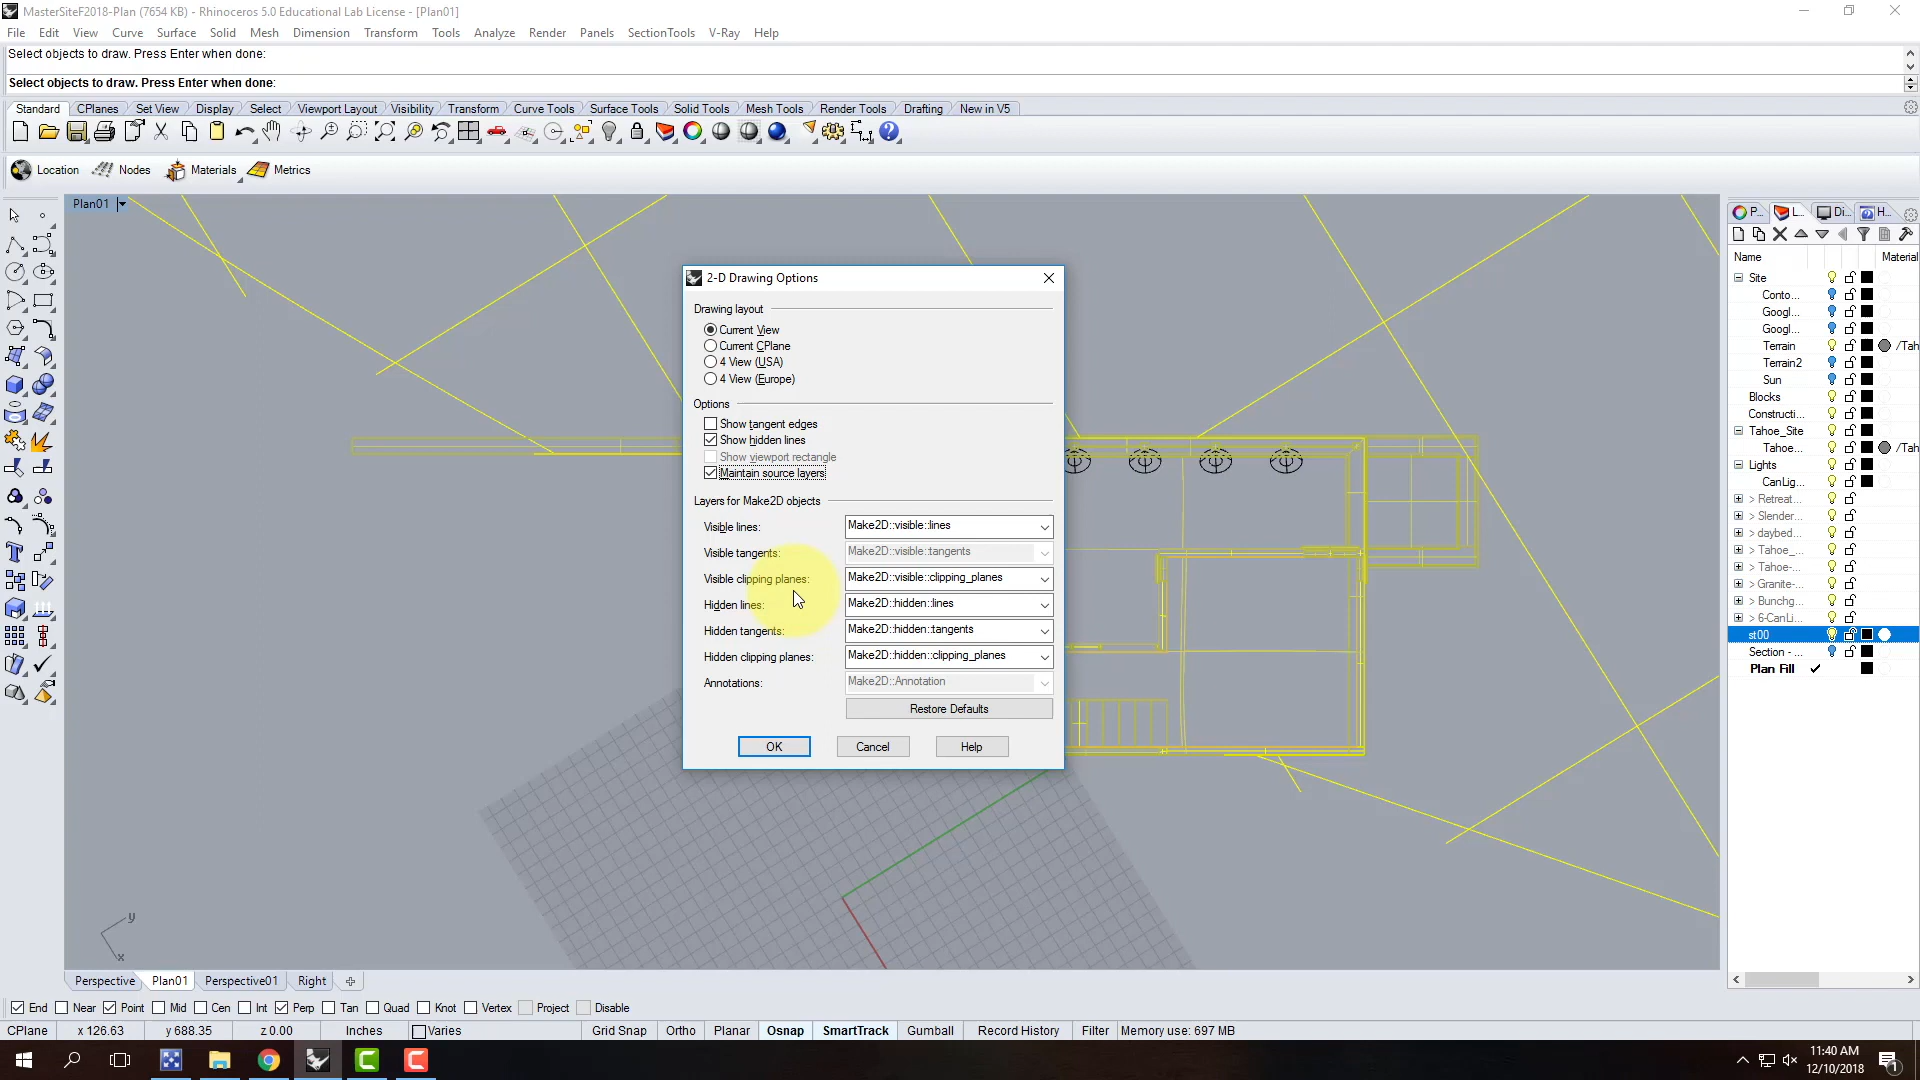 MasterSiteF2018-Plan (7654 KB) - Rhinoceros 5.0 Educational Lab License - [Plan01]
File Edit View Curve Surface Solid Mesh Dimension Transform Tools Analyze Render Panels SectionTools V-Ray Help
Select objects to draw. Press Enter when done:
Select objects to draw. Press Enter when done:
Standard CPlanes Set View Display Select Viewport Layout Visibility Transform Curve Tools Surface Tools Solid Tools Mesh Tools Render Tools Drafting New in V5
Location Nodes Materials Metrics
Plan01
P... L... Di... H...
Name Material
Site
Conto...
Googl...
Googl...
Terrain /Tah
Terrain2
Sun
Blocks
Constructi...
Tahoe_Site
Tahoe... /Tah
Lights
CanLig...
> Retreat...
> Slender...
> daybed...
> Tahoe_...
> Tahoe-...
> Granite-...
> Bunchg...
> 6-CanLi...
st00
Section - ...
Plan Fill
2-D Drawing Options
Drawing layout
Current View
Current CPlane
4 View (USA)
4 View (Europe)
Options
Show tangent edges
Show hidden lines
Show viewport rectangle
Maintain source layers
Layers for Make2D objects
Visible lines: Make2D::visible::lines
Visible tangents: Make2D::visible::tangents
Visible clipping planes: Make2D::visible::clipping_planes
Hidden lines: Make2D::hidden::lines
Hidden tangents: Make2D::hidden::tangents
Hidden clipping planes: Make2D::hidden::clipping_planes
Annotations: Make2D::Annotation
Restore Defaults
OK Cancel Help
y
x
Perspective Plan01 Perspective01 Right
End Near Point Mid Cen Int Perp Tan Quad Knot Vertex Project Disable
CPlane x 126.63 y 688.35 z 0.00 Inches Varies Grid Snap Ortho Planar Osnap SmartTrack Gumball Record History Filter Memory use: 697 MB
11:40 AM
12/10/2018
1